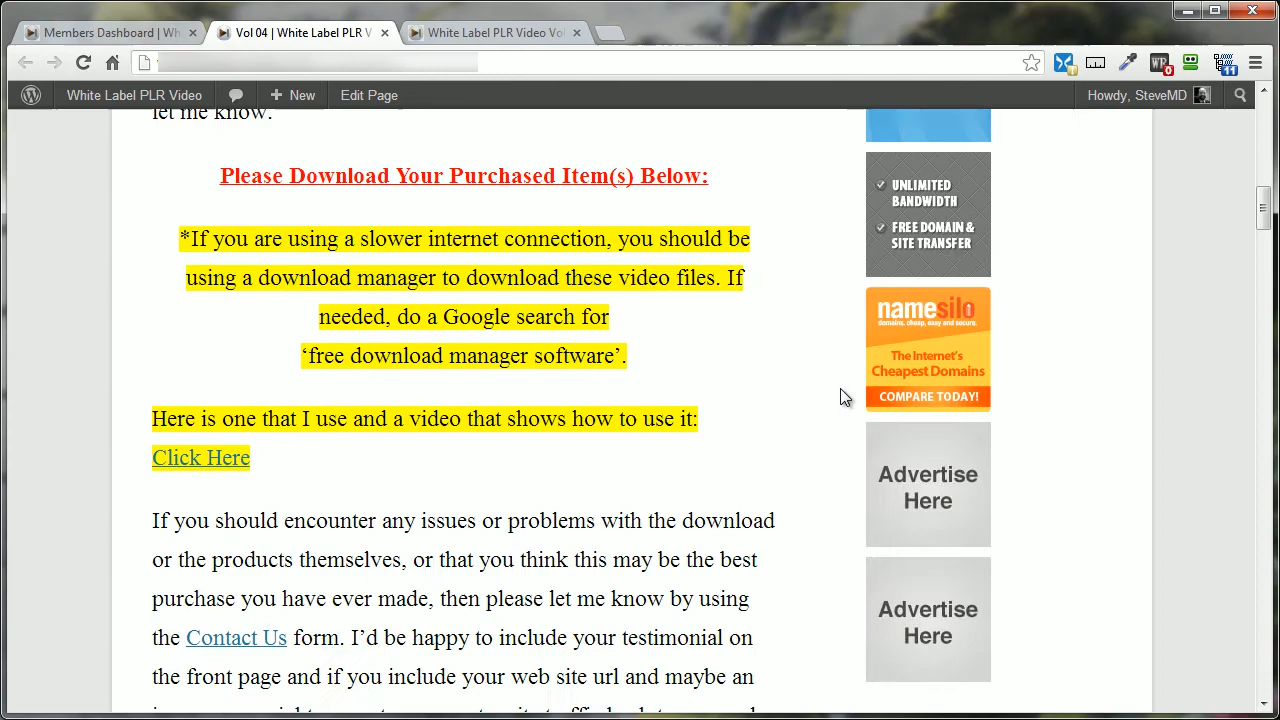 Members Dashboard | Wh
Vol 04 | White Label PLR V
White Label PLR Video Vol
White Label PLR Video
New
Edit Page
Howdy, SteveMD
0
11
let me know.
Please Download Your Purchased Item(s) Below:
*If you are using a slower internet connection, you should be
using a download manager to download these video files. If
needed, do a Google search for
‘free download manager software’.
Here is one that I use and a video that shows how to use it:
Click Here
If you should encounter any issues or problems with the download
or the products themselves, or that you think this may be the best
purchase you have ever made, then please let me know by using
the Contact Us form. I’d be happy to include your testimonial on
the front page and if you include your web site url and maybe an
UNLIMITED
BANDWIDTH
FREE DOMAIN &
SITE TRANSFER
namesilo
domains. cheap, easy and secure.
The Internet's
Cheapest Domains
COMPARE TODAY!
Advertise
Here
Advertise
Here